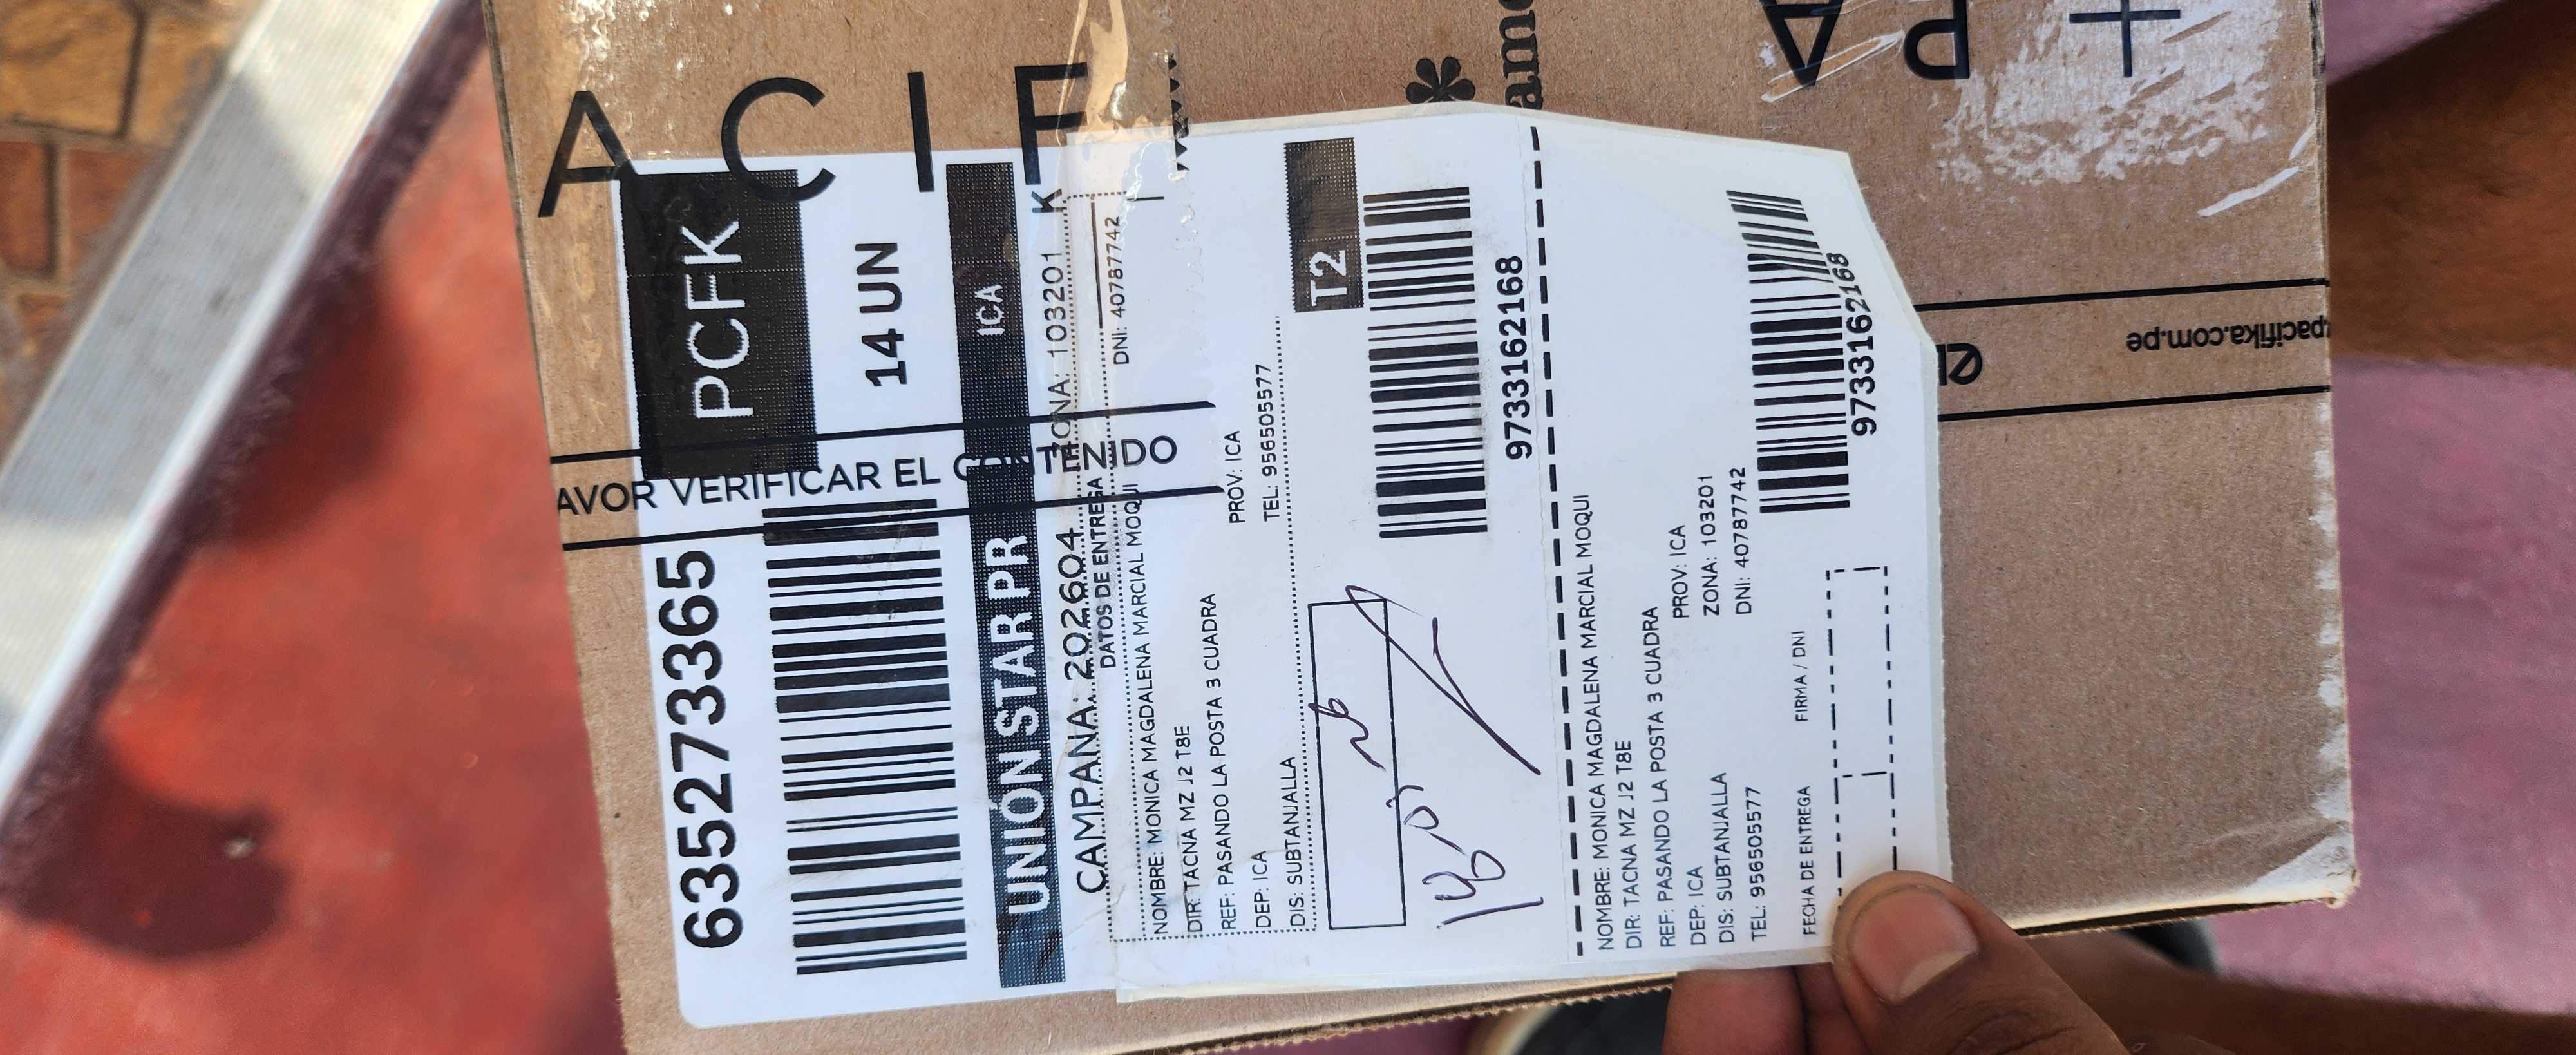 ACIF
PCFK
6352733365
14 UN
AVOR VERIFICAR EL CONTENIDO
UNIONSTARPR
ICA
CAMPAÑA: 202604
ZONA: 103201
K
DATOS DE ENTREGA
DNI: 40787742
NOMBRE: MONICA MAGDALENA MARCIAL MOQUI
DIR: TACNA MZ J2 T8E
REF: PASANDO LA POSTA 3 CUADRA
DEP: ICA
PROV: ICA
DIS: SUBTANJALLA
TEL: 956505577
T2
9733162168
NOMBRE: MONICA MAGDALENA MARCIAL MOQUI
DIR: TACNA MZ J2 T8E
REF: PASANDO LA POSTA 3 CUADRA
DEP: ICA
PROV: ICA
DIS: SUBTANJALLA
ZONA: 103201
TEL: 956505577
DNI: 40787742
9733162168
FECHA DE ENTREGA
FIRMA / DNI
+
PA
pacifika.com.pe